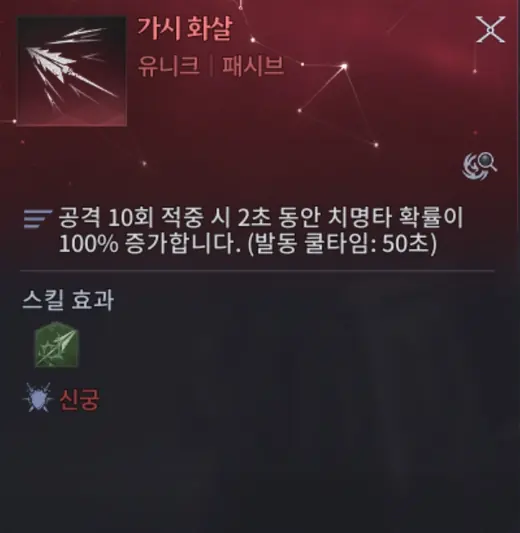 가시 화살
유니크 | 패시브
공격 10회 적중 시 2초 동안 치명타 확률이
100% 증가합니다. (발동 쿨타임: 50초)
스킬 효과
신궁